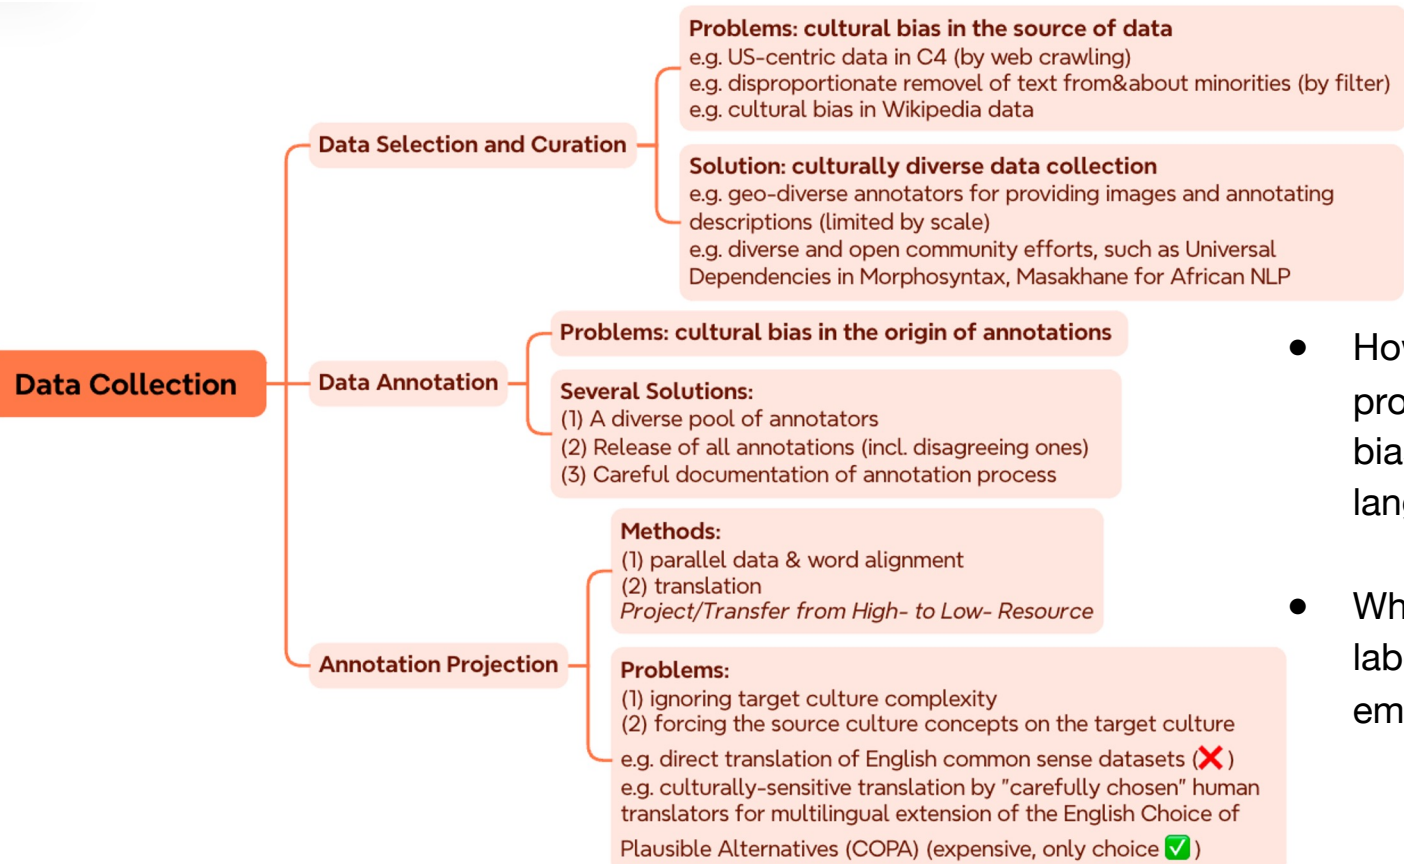 Problems: cultural bias in the source of data
e.g. US-centric data in C4 (by web crawling)
e.g. disproportionate removel of text from&about minorities (by filter)
e.g. cultural bias in Wikipedia data
Data Selection and Curation
Solution: culturally diverse data collection
e.g. geo-diverse annotators for providing images and annotating
descriptions (limited by scale)
e.g. diverse and open community efforts, such as Universal
Dependencies in Morphosyntax, Masakhane for African NLP
Data Collection
Data Annotation
Problems: cultural bias in the origin of annotations
Several Solutions:
(1) A diverse pool of annotators
(2) Release of all annotations (incl. disagreeing ones)
(3) Careful documentation of annotation process
Annotation Projection
Methods:
(1) parallel data & word alignment
(2) translation
Project/Transfer from High- to Low- Resource
Problems:
(1) ignoring target culture complexity
(2) forcing the source culture concepts on the target culture
e.g. direct translation of English common sense datasets (❌)
e.g. culturally-sensitive translation by "carefully chosen" human
translators for multilingual extension of the English Choice of
Plausible Alternatives (COPA) (expensive, only choice ✅)